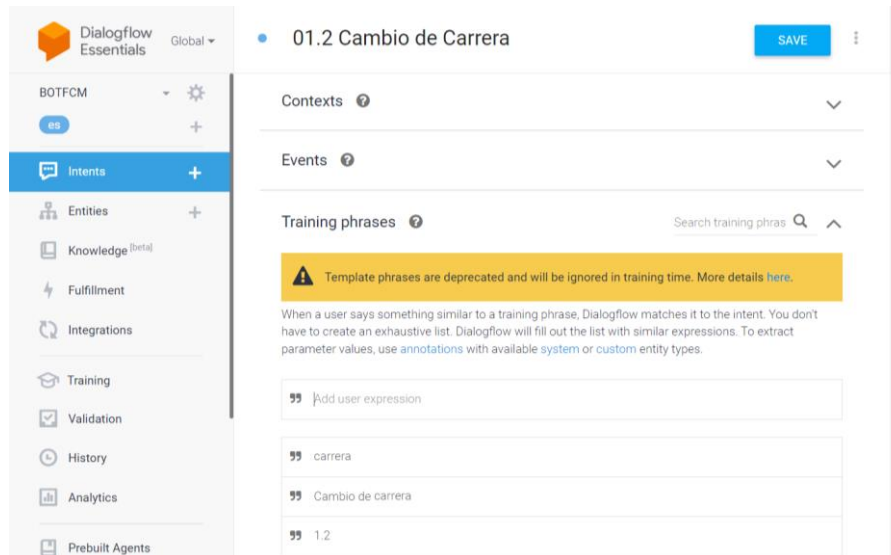 Dialogflow
Essentials
Global
BOTFCM
es
Intents
Entities
Knowledge [beta]
Fulfillment
Integrations
Training
Validation
History
Analytics
Prebuilt Agents
01.2 Cambio de Carrera
SAVE
Contexts
Events
Training phrases
Search training phras
Template phrases are deprecated and will be ignored in training time. More details here.
When a user says something similar to a training phrase, Dialogflow matches it to the intent. You don't
have to create an exhaustive list. Dialogflow will fill out the list with similar expressions. To extract
parameter values, use annotations with available system or custom entity types.
Add user expression
carrera
Cambio de carrera
1.2